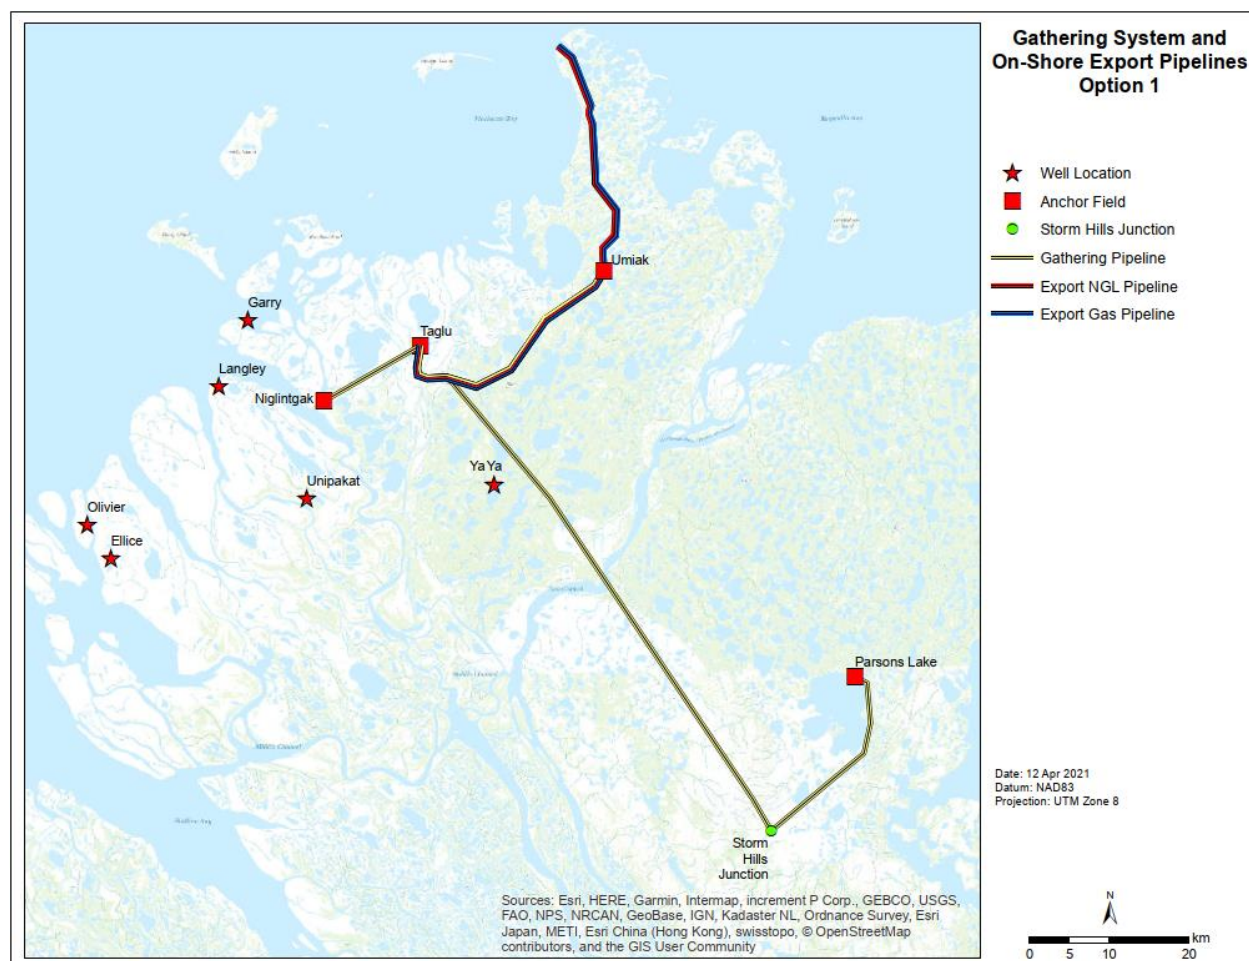 Gathering System and
On-Shore Export Pipelines
Option 1
Well Location
Anchor Field
Storm Hills Junction
Gathering Pipeline
Export NGL Pipeline
Export Gas Pipeline
Umiak
Garry
Taglu
Langley
Niglintgak
YaYa
Unipakat
Olivier
Ellice
Parsons Lake
Storm
Hills
Junction
Date: 12 Apr 2021
Datum: NAD83
Projection: UTM Zone 8
Sources: Esri, HERE, Garmin, Intermap, increment P Corp., GEBCO, USGS,
FAO, NPS, NRCAN, GeoBase, IGN, Kadaster NL, Ordnance Survey, Esri
Japan, METI, Esri China (Hong Kong), swisstopo, © OpenStreetMap
contributors, and the GIS User Community
N
km
0 5 10 20